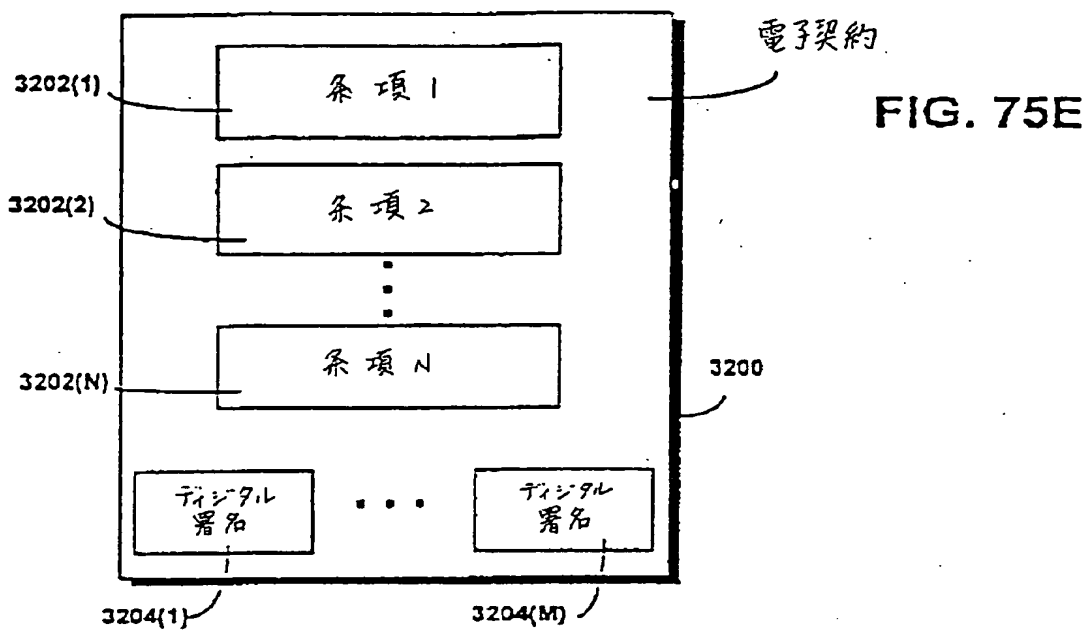 電子契約
FIG. 75E
3202(1)
条項1
3202(2)
条項2
3202(N)
条項N
3200
ディジタル
署名
ディジタル
署名
3204(1)
3204(M)